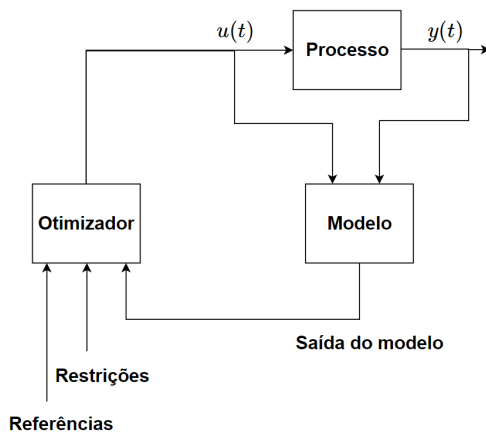 u(t)
Processo
y(t)
Otimizador
Modelo
Saída do modelo
Restrições
Referências